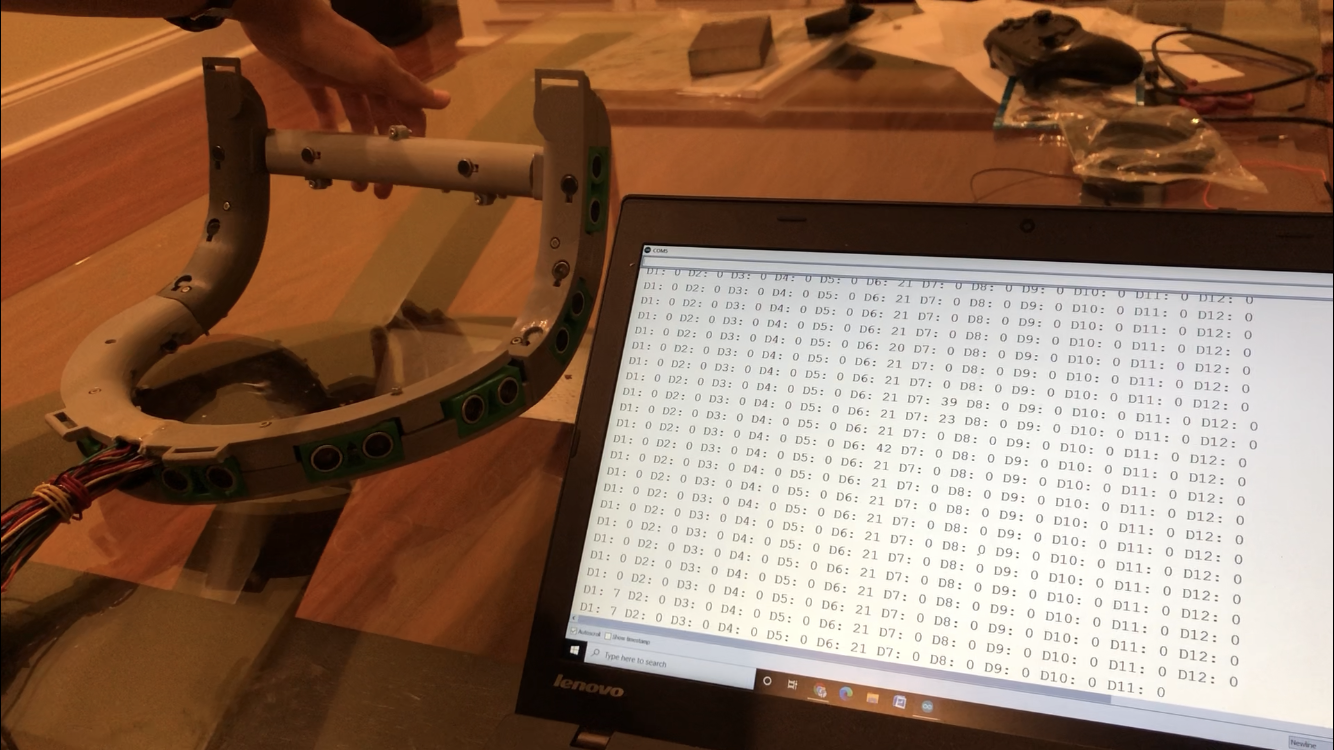 COM5
D1: 0 D2: 0 D3: 0 D4: 0 D5: 0 D6: 21 D7: 0 D8: 0 D9: 0 D10: 0 D11: 0 D12: 0
D1: 0 D2: 0 D3: 0 D4: 0 D5: 0 D6: 21 D7: 0 D8: 0 D9: 0 D10: 0 D11: 0 D12: 0
D1: 0 D2: 0 D3: 0 D4: 0 D5: 0 D6: 21 D7: 0 D8: 0 D9: 0 D10: 0 D11: 0 D12: 0
D1: 0 D2: 0 D3: 0 D4: 0 D5: 0 D6: 21 D7: 0 D8: 0 D9: 0 D10: 0 D11: 0 D12: 0
D1: 0 D2: 0 D3: 0 D4: 0 D5: 0 D6: 20 D7: 0 D8: 0 D9: 0 D10: 0 D11: 0 D12: 0
D1: 0 D2: 0 D3: 0 D4: 0 D5: 0 D6: 21 D7: 0 D8: 0 D9: 0 D10: 0 D11: 0 D12: 0
D1: 0 D2: 0 D3: 0 D4: 0 D5: 0 D6: 21 D7: 0 D8: 0 D9: 0 D10: 0 D11: 0 D12: 0
D1: 0 D2: 0 D3: 0 D4: 0 D5: 0 D6: 21 D7: 39 D8: 0 D9: 0 D10: 0 D11: 0 D12: 0
D1: 0 D2: 0 D3: 0 D4: 0 D5: 0 D6: 21 D7: 23 D8: 0 D9: 0 D10: 0 D11: 0 D12: 0
D1: 0 D2: 0 D3: 0 D4: 0 D5: 0 D6: 42 D7: 0 D8: 0 D9: 0 D10: 0 D11: 0 D12: 0
D1: 0 D2: 0 D3: 0 D4: 0 D5: 0 D6: 21 D7: 0 D8: 0 D9: 0 D10: 0 D11: 0 D12: 0
D1: 0 D2: 0 D3: 0 D4: 0 D5: 0 D6: 21 D7: 0 D8: 0 D9: 0 D10: 0 D11: 0 D12: 0
D1: 0 D2: 0 D3: 0 D4: 0 D5: 0 D6: 21 D7: 0 D8: 0 D9: 0 D10: 0 D11: 0 D12: 0
D1: 0 D2: 0 D3: 0 D4: 0 D5: 0 D6: 21 D7: 0 D8: 0 D9: 0 D10: 0 D11: 0 D12: 0
D1: 0 D2: 0 D3: 0 D4: 0 D5: 0 D6: 21 D7: 0 D8: 0 D9: 0 D10: 0 D11: 0 D12: 0
D1: 0 D2: 0 D3: 0 D4: 0 D5: 0 D6: 21 D7: 0 D8: 0 D9: 0 D10: 0 D11: 0 D12: 0
D1: 0 D2: 0 D3: 0 D4: 0 D5: 0 D6: 21 D7: 0 D8: 0 D9: 0 D10: 0 D11: 0 D12: 0
D1: 0 D2: 0 D3: 0 D4: 0 D5: 0 D6: 21 D7: 0 D8: 0 D9: 0 D10: 0 D11: 0 D12: 0
D1: 0 D2: 0 D3: 0 D4: 0 D5: 0 D6: 21 D7: 0 D8: 0 D9: 0 D10: 0 D11: 0 D12: 0
D1: 7 D2: 0 D3: 0 D4: 0 D5: 0 D6: 21 D7: 0 D8: 0 D9: 0 D10: 0 D11: 0 D12: 0
D1: 7 D2: 0 D3: 0 D4: 0 D5: 0 D6: 21 D7: 0 D8: 0 D9: 0 D10: 0 D11: 0
Autoscroll Show timestamp
Newline
Type here to search
lenovo